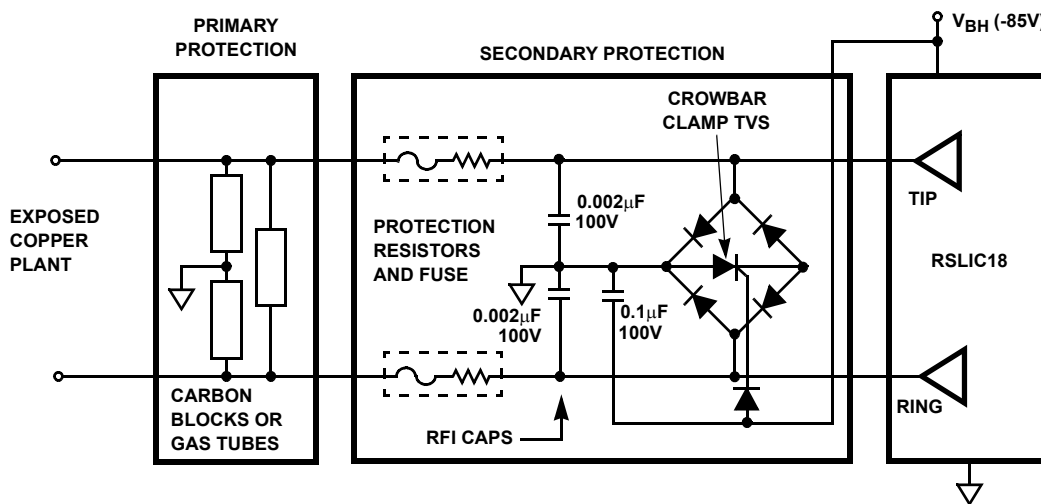 PRIMARY
PROTECTION
SECONDARY PROTECTION
VBH (-85V)
CROWBAR
CLAMP TVS
EXPOSED
COPPER
PLANT
PROTECTION
RESISTORS
AND FUSE
0.002μF
100V
TIP
RSLIC18
0.002μF
100V
0.1μF
100V
CARBON
BLOCKS OR
GAS TUBES
RFI CAPS
RING